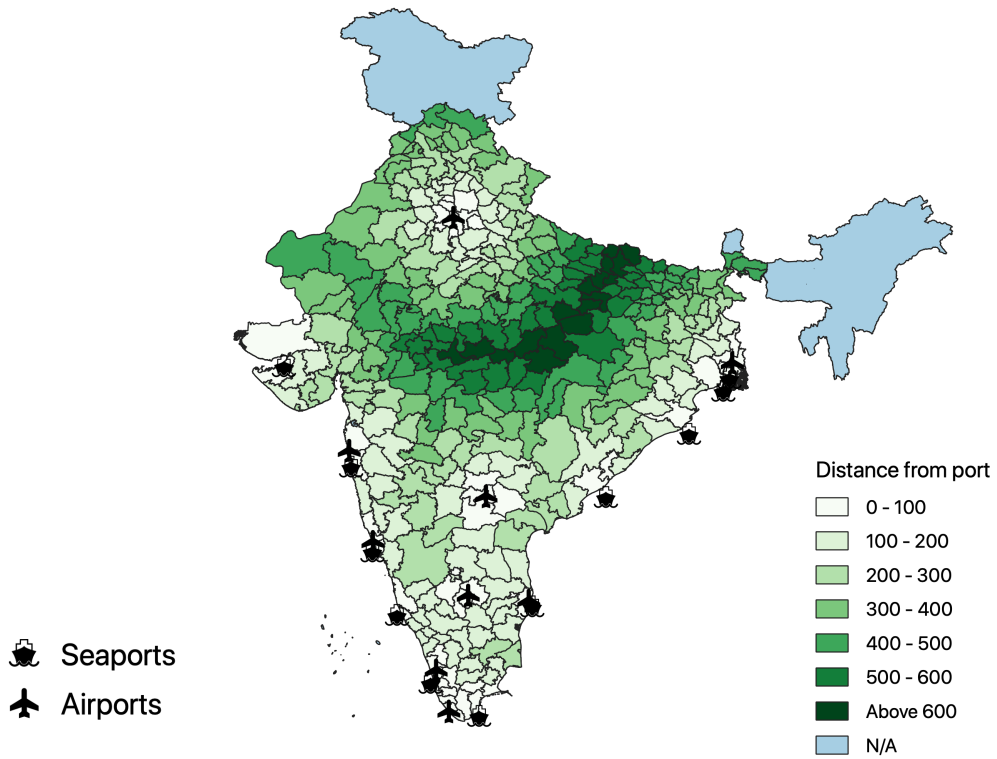 Distance from port
0 - 100
100 - 200
200 - 300
300 - 400
400 - 500
500 - 600
Above 600
N/A
Seaports
Airports